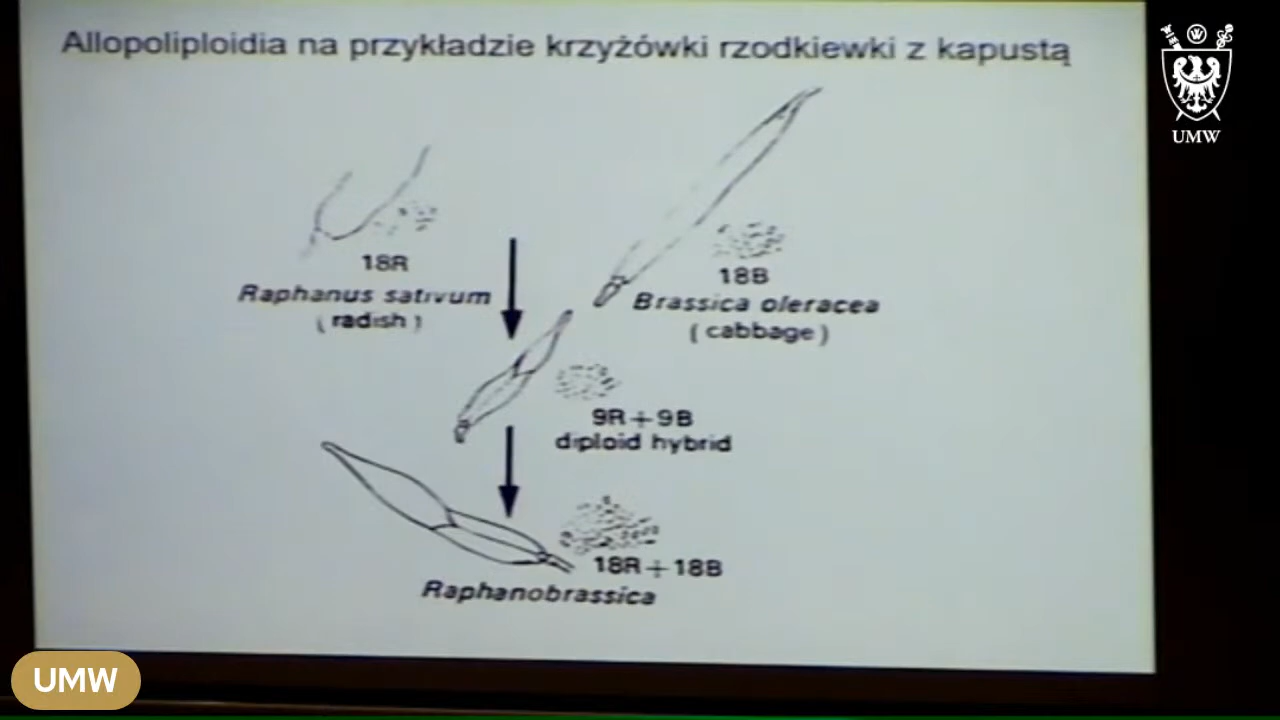 Allopoliploidia na przykładzie krzyżówki rzodkiewki z kapustą
UMW
18R
Raphanus sativum
(radish)
18B
Brassica oleracea
(cabbage)
9R+9B
diploid hybrid
18R+18B
Raphanobrassica
UMW